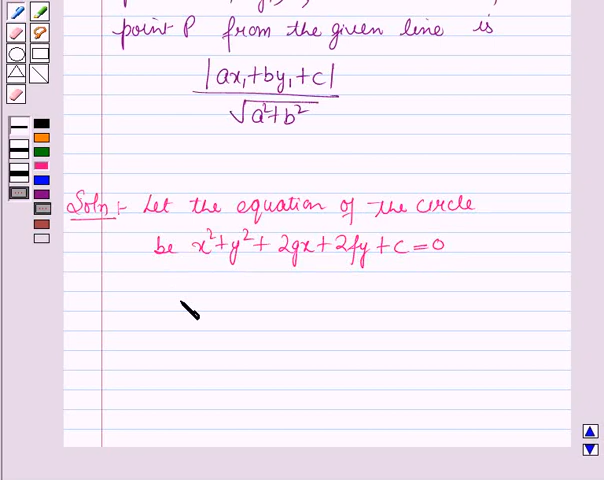 point P from the given line is
|ax₁+by₁+c|
√a²+b²
Soln:- Let the equation of the circle
be x²+y²+2gx+2fy+c=0